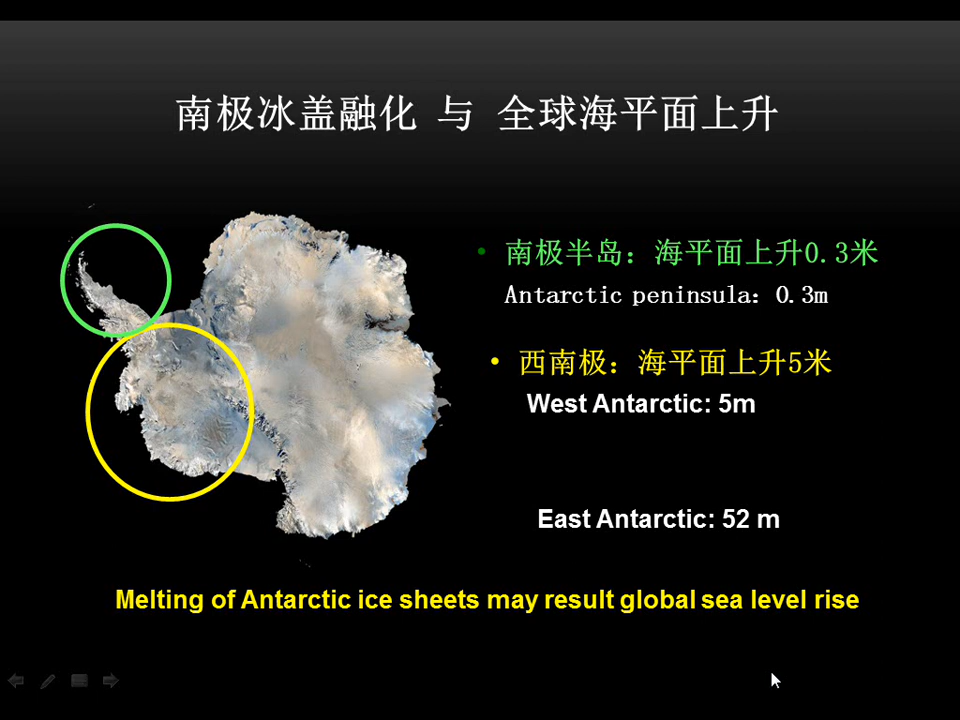 南极冰盖融化 与 全球海平面上升
• 南极半岛：海平面上升0.3米
Antarctic peninsula：0.3m
• 西南极：海平面上升5米
West Antarctic: 5m
East Antarctic: 52 m
Melting of Antarctic ice sheets may result global sea level rise